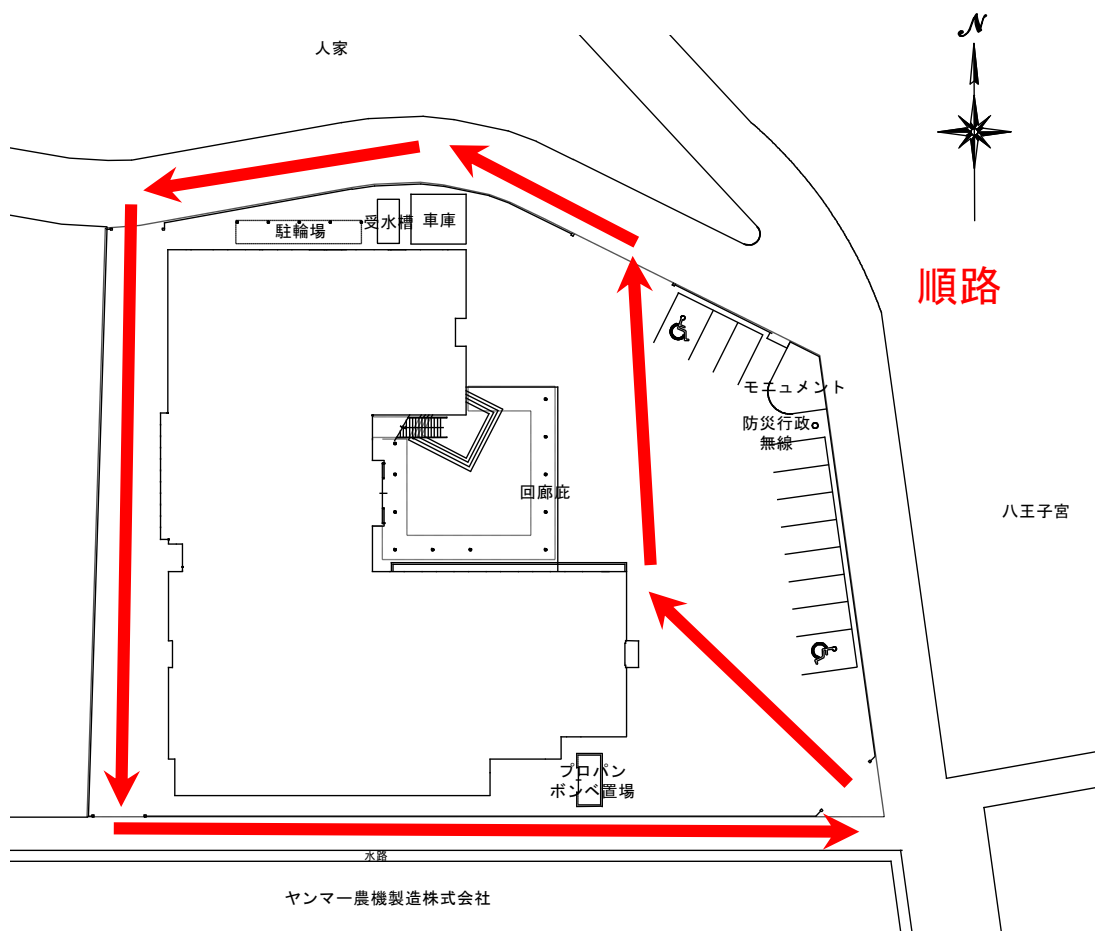 人家
N
順路
受水槽
車庫
駐輪場
モニュメント
防災行政
無線
回廊庇
八王子宮
プロパン
ボンベ置場
水路
ヤンマー農機製造株式会社